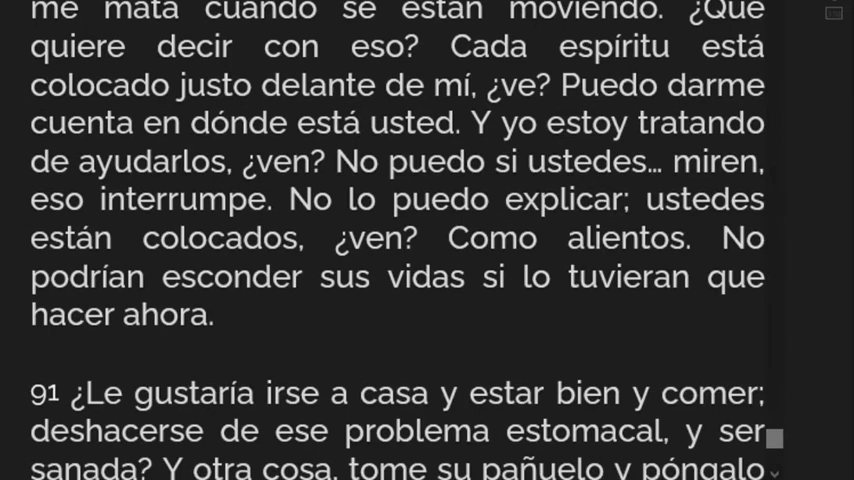 me mata cuando se están moviendo. ¿Qué
quiere decir con eso? Cada espíritu está
colocado justo delante de mí, ¿ve? Puedo darme
cuenta en dónde está usted. Y yo estoy tratando
de ayudarlos, ¿ven? No puedo si ustedes… miren,
eso interrumpe. No lo puedo explicar; ustedes
están colocados, ¿ven? Como alientos. No
podrían esconder sus vidas si lo tuvieran que
hacer ahora.
91 ¿Le gustaría irse a casa y estar bien y comer;
deshacerse de ese problema estomacal, y ser
sanada? Y otra cosa, tome su pañuelo y póngalo